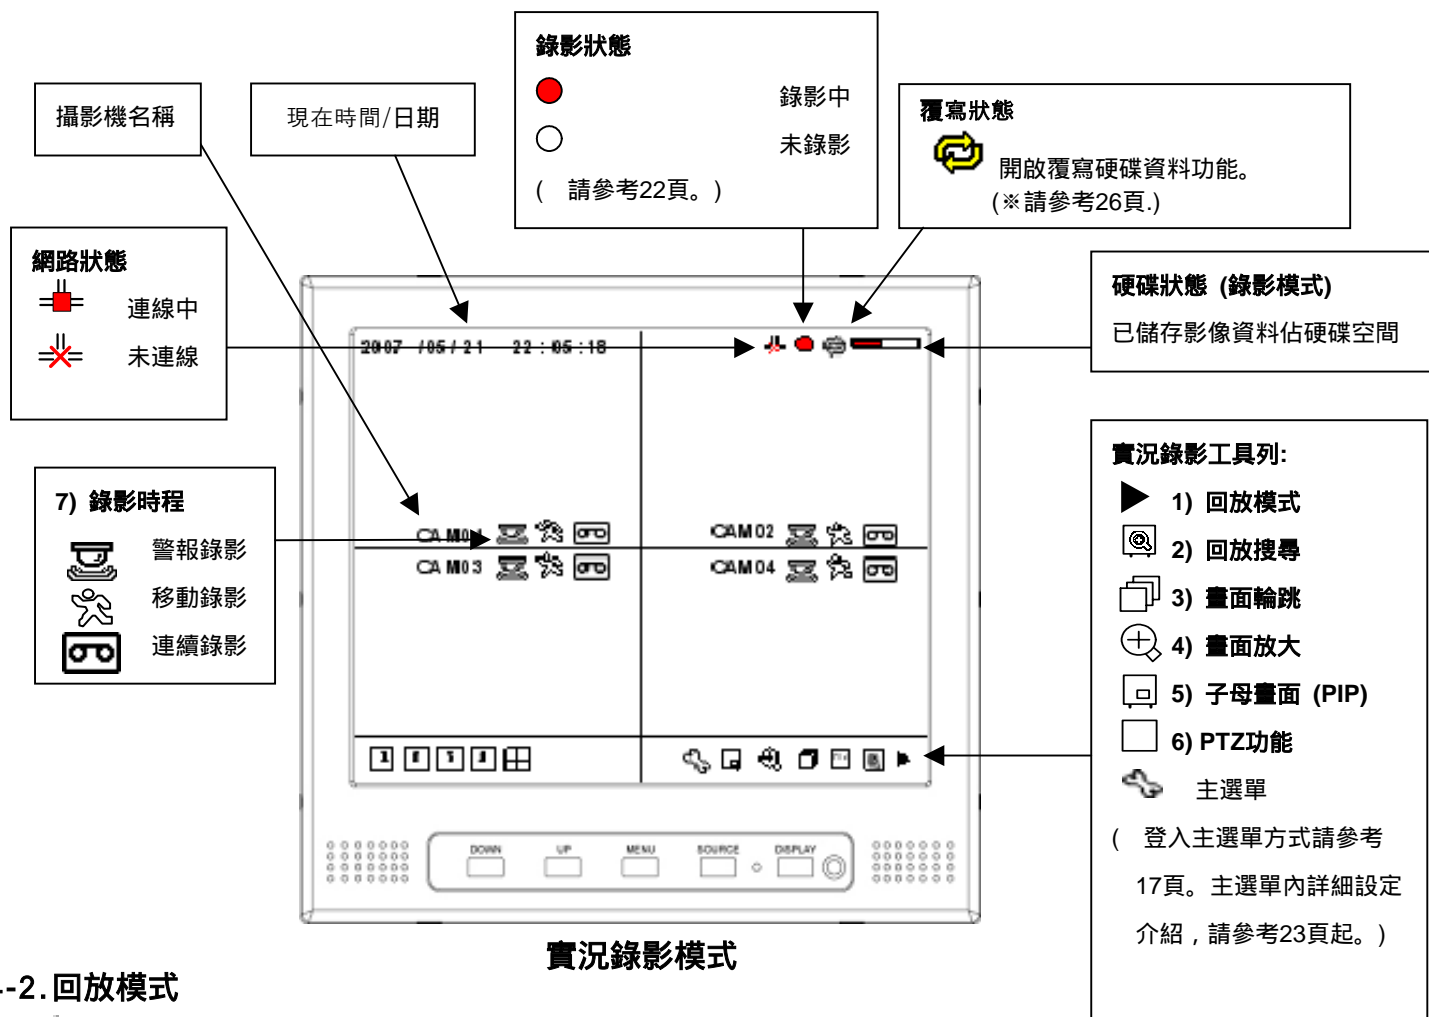 錄影狀態
錄影中
未錄影
( 請參考22頁。)
攝影機名稱
現在時間/日期
覆寫狀態
開啟覆寫硬碟資料功能。
(※請參考26頁.)
網路狀態
連線中
未連線
硬碟狀態 (錄影模式)
已儲存影像資料佔硬碟空間
2007 /05/21 22:05:18
7) 錄影時程
警報錄影
移動錄影
連續錄影
CAM01
CAM02
CAM03
CAM04
實況錄影工具列:
1) 回放模式
2) 回放搜尋
3) 畫面輪跳
4) 畫面放大
5) 子母畫面 (PIP)
6) PTZ功能
主選單
( 登入主選單方式請參考
17頁。主選單內詳細設定
介紹，請參考23頁起。)
DOWN UP MENU SOURCE DISPLAY
實況錄影模式
-2.回放模式